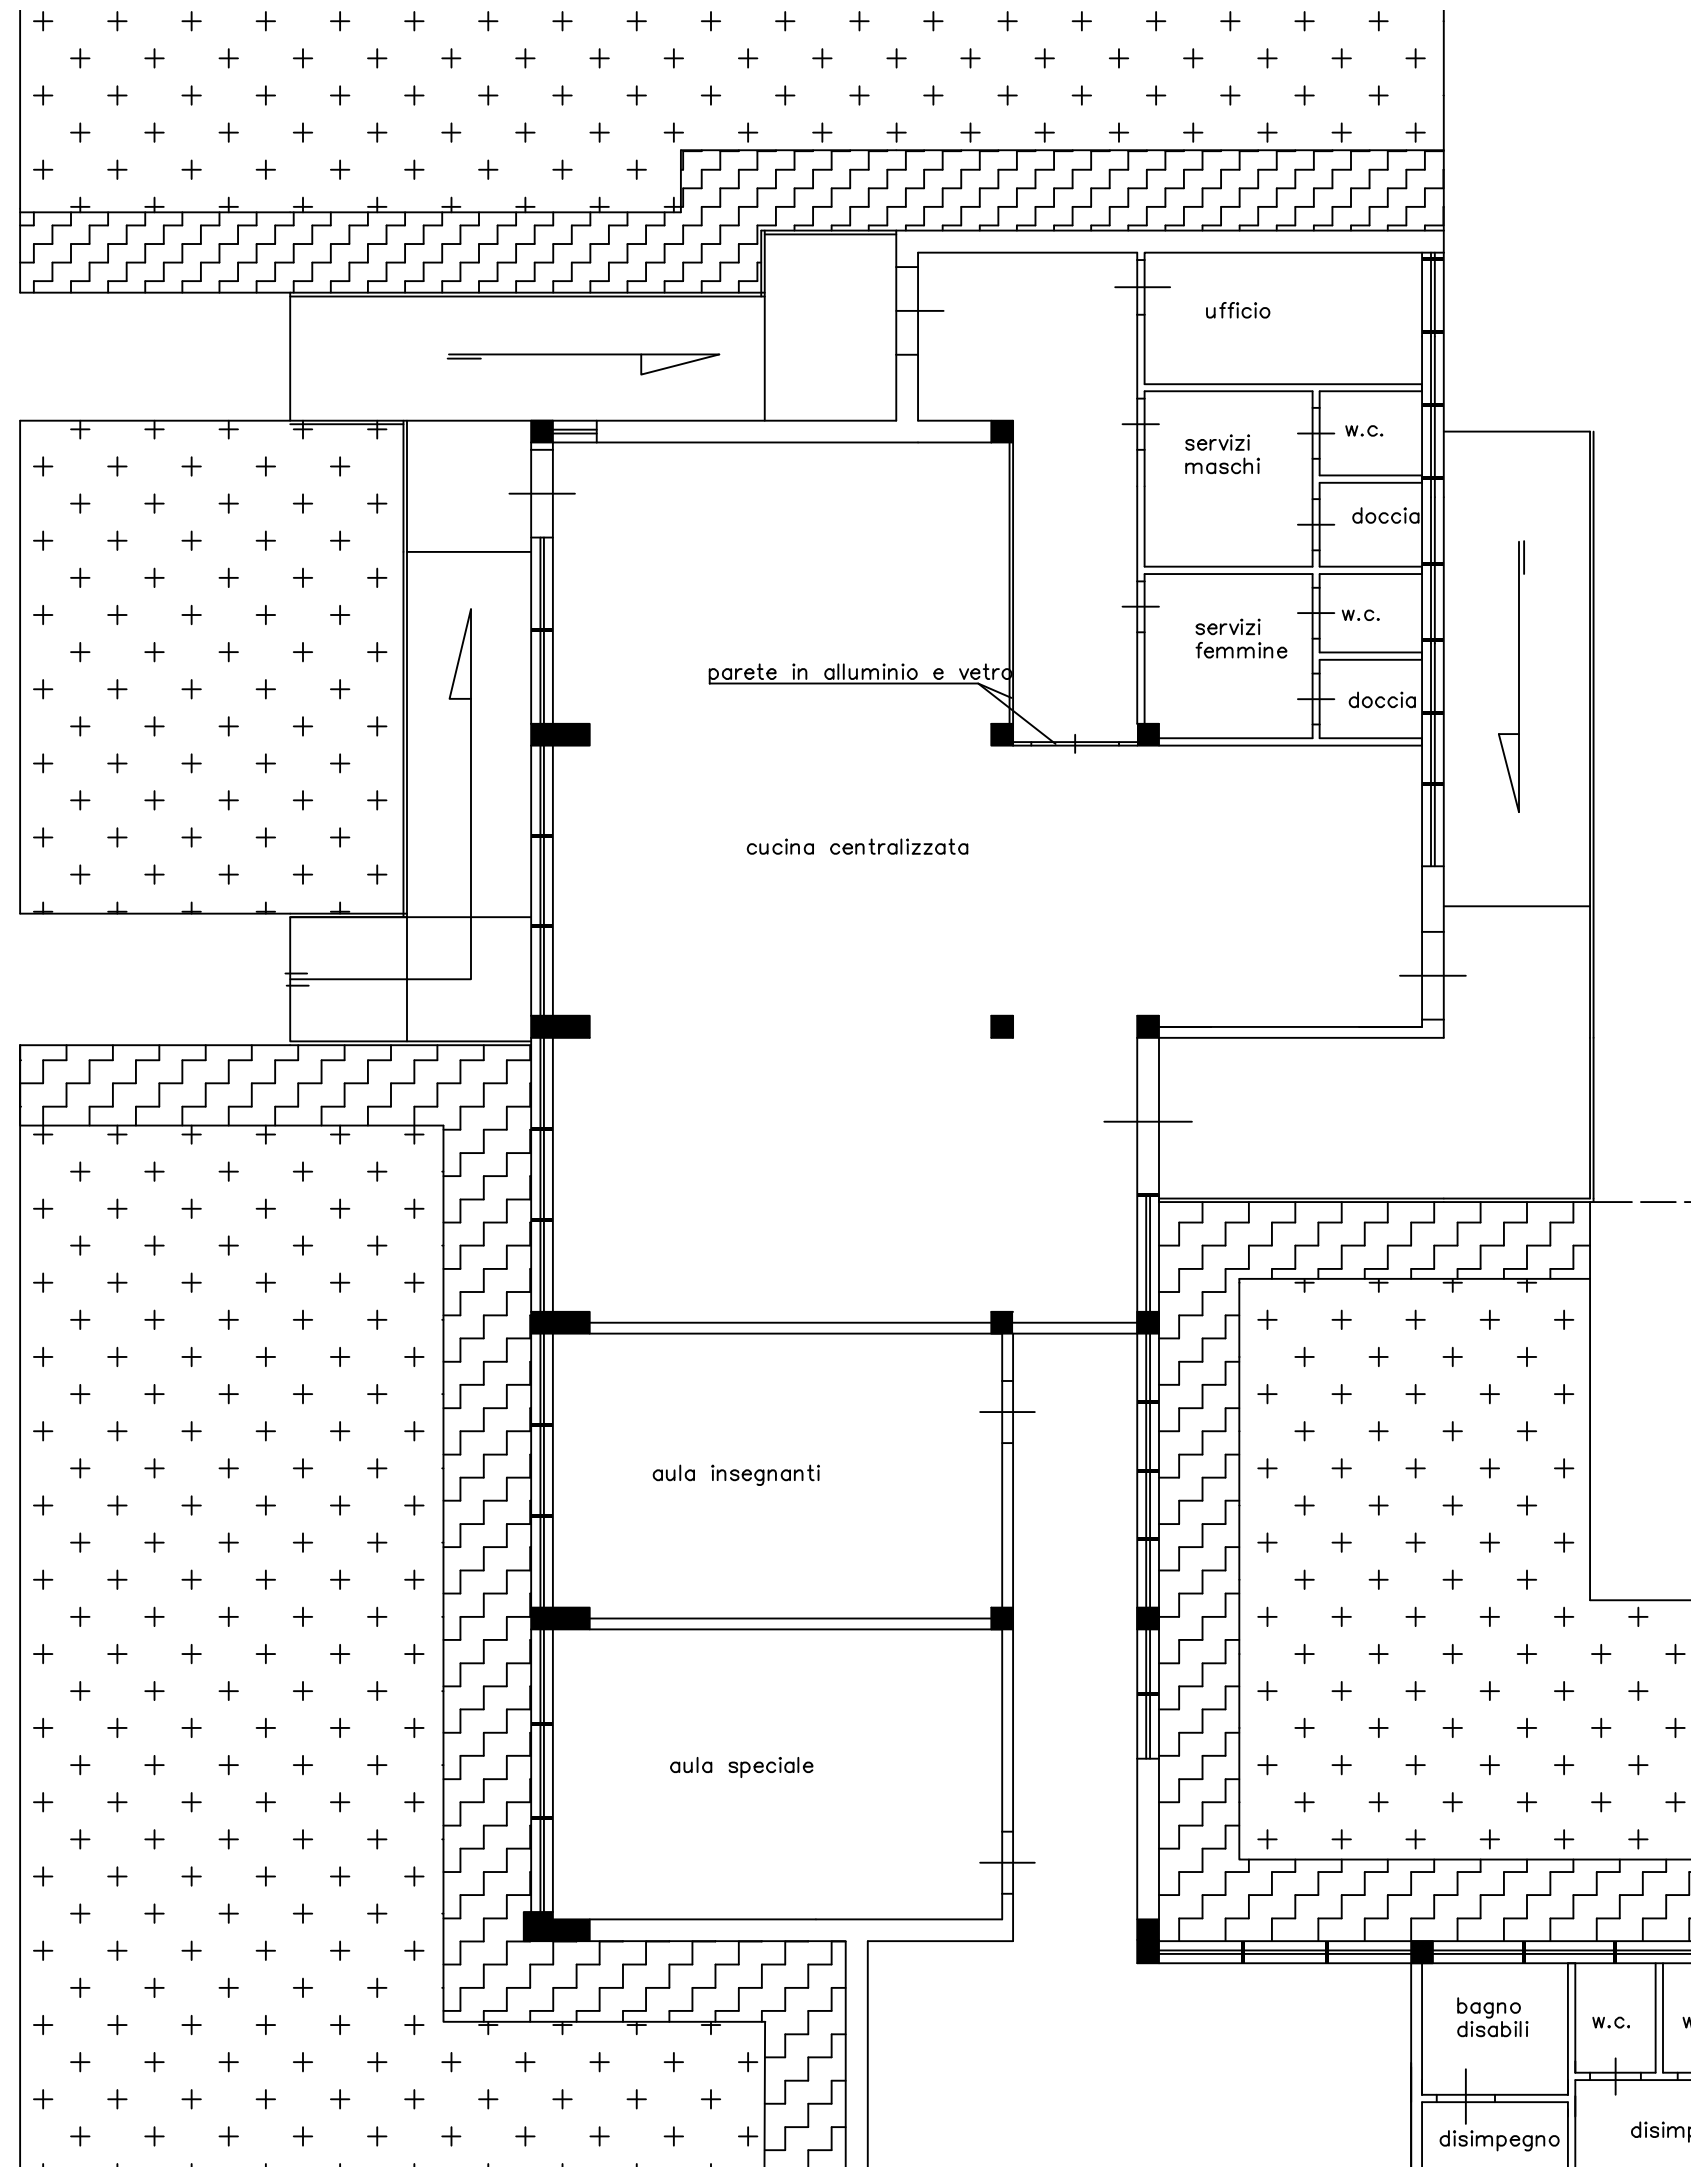 ufficio
servizi
maschi
w.c.
doccia
servizi
femmine
w.c.
doccia
parete in alluminio e vetro
cucina centralizzata
aula insegnanti
aula speciale
bagno
disabili
w.c.
disimpegno